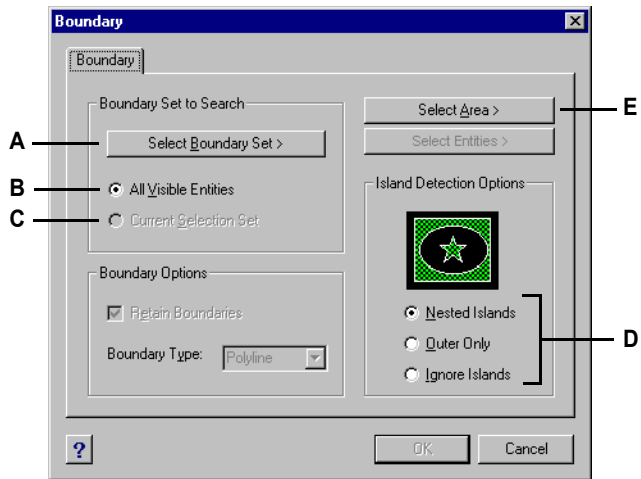 Boundary
Boundary
Boundary Set to Search
A
Select Boundary Set >
B
All Visible Entities
C
Current Selection Set
Boundary Options
Retain Boundaries
Boundary Type:
Polyline
Select Area >
E
Select Entities >
Island Detection Options
Nested Islands
Outer Only
Ignore Islands
D
?
OK
Cancel